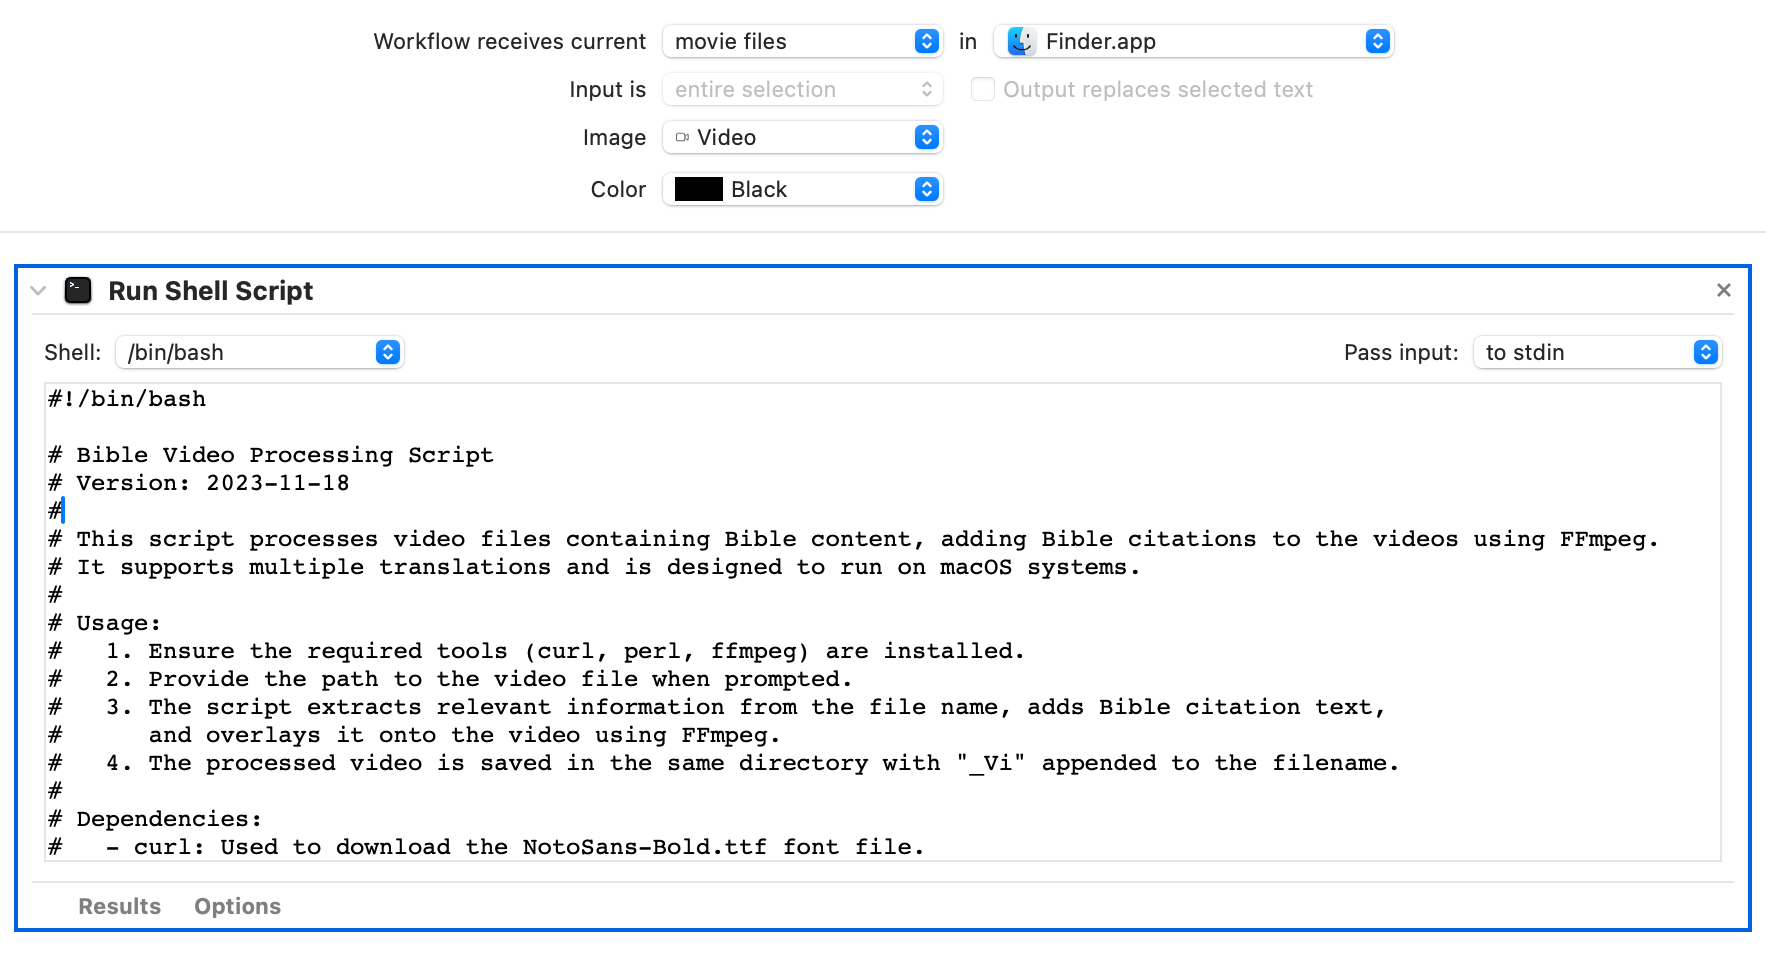 Workflow receives current movie files in Finder.app
Input is entire selection Output replaces selected text
Image Video
Color Black
Run Shell Script
Shell: /bin/bash Pass input: to stdin
#!/bin/bash
# Bible Video Processing Script
# Version: 2023-11-18
#
# This script processes video files containing Bible content, adding Bible citations to the videos using FFmpeg.
# It supports multiple translations and is designed to run on macOS systems.
#
# Usage:
#   1. Ensure the required tools (curl, perl, ffmpeg) are installed.
#   2. Provide the path to the video file when prompted.
#   3. The script extracts relevant information from the file name, adds Bible citation text,
#      and overlays it onto the video using FFmpeg.
#   4. The processed video is saved in the same directory with "_Vi" appended to the filename.
#
# Dependencies:
#   - curl: Used to download the NotoSans-Bold.ttf font file.
Results Options